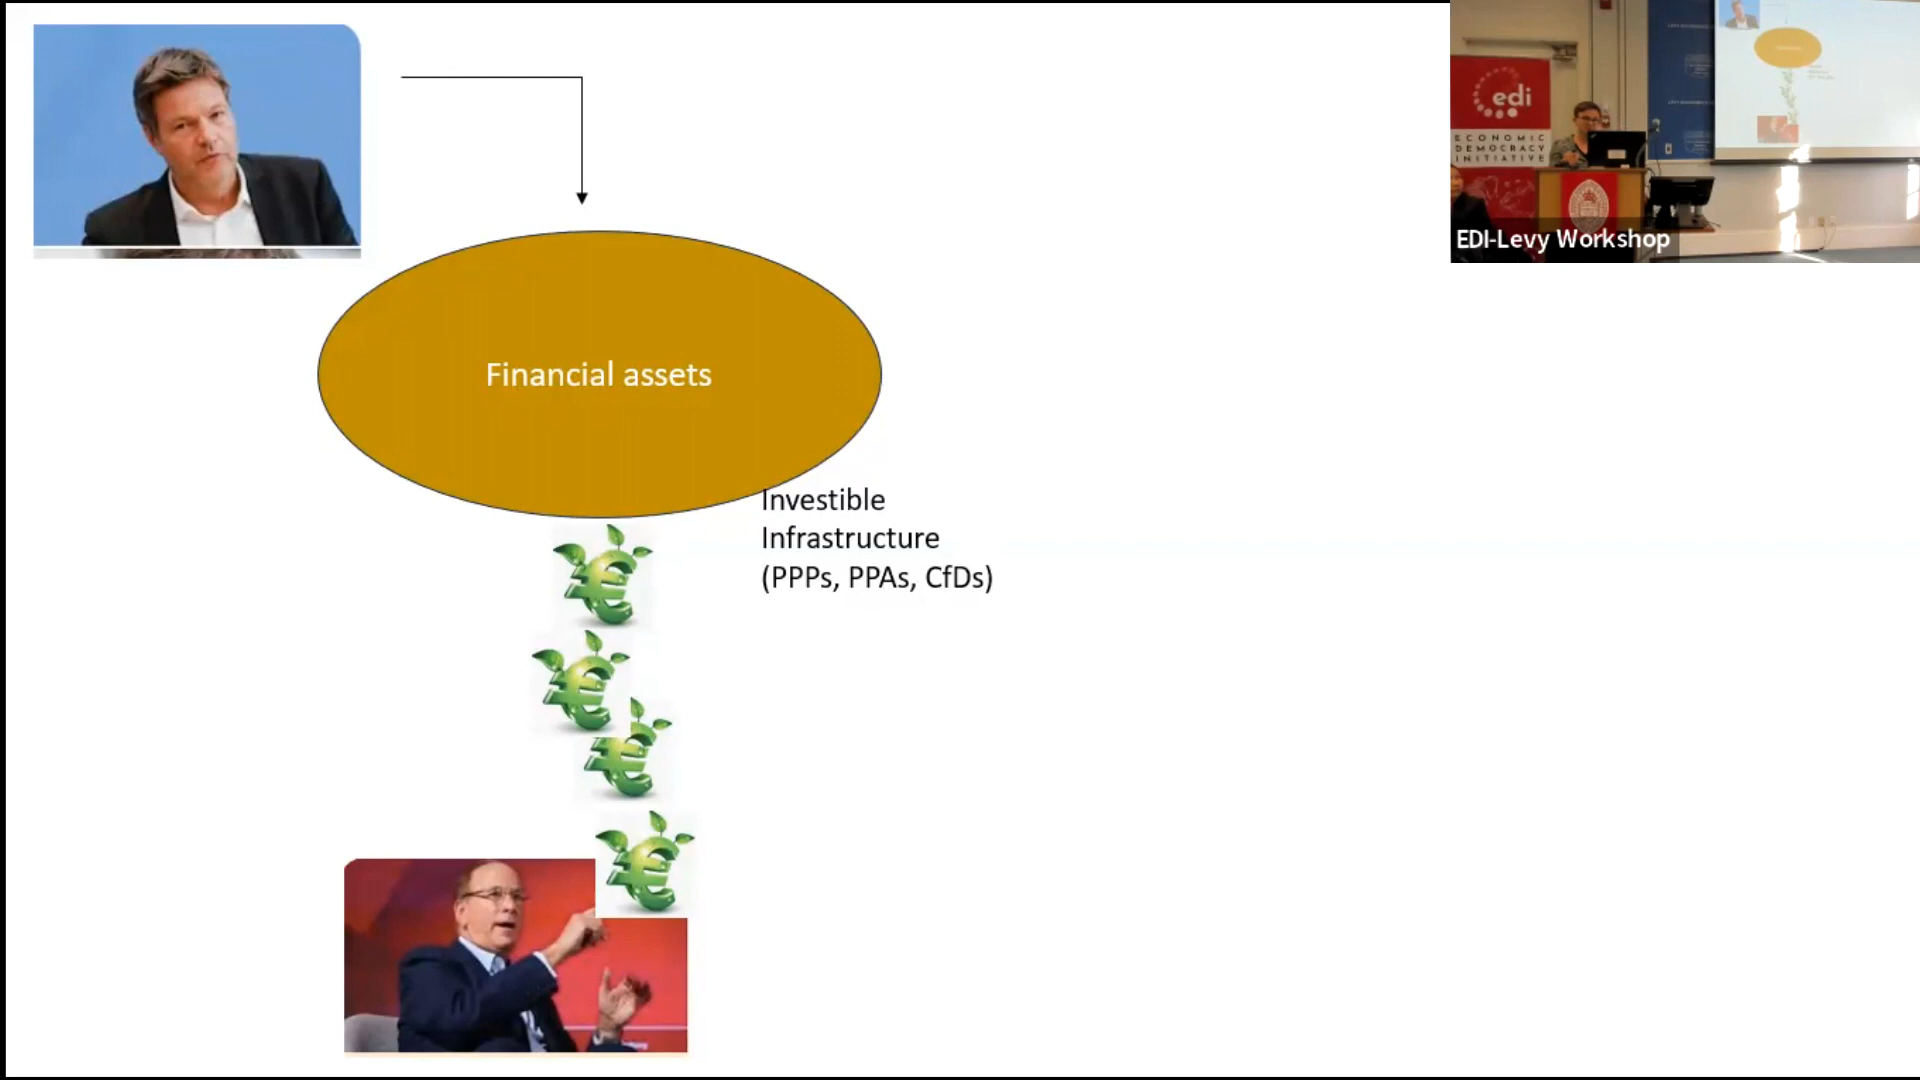 Financial assets
Investible
Infrastructure
(PPPs, PPAs, CfDs)
edi
ECONOMIC
DEMOCRACY
INITIATIVE
EDI-Levy Workshop